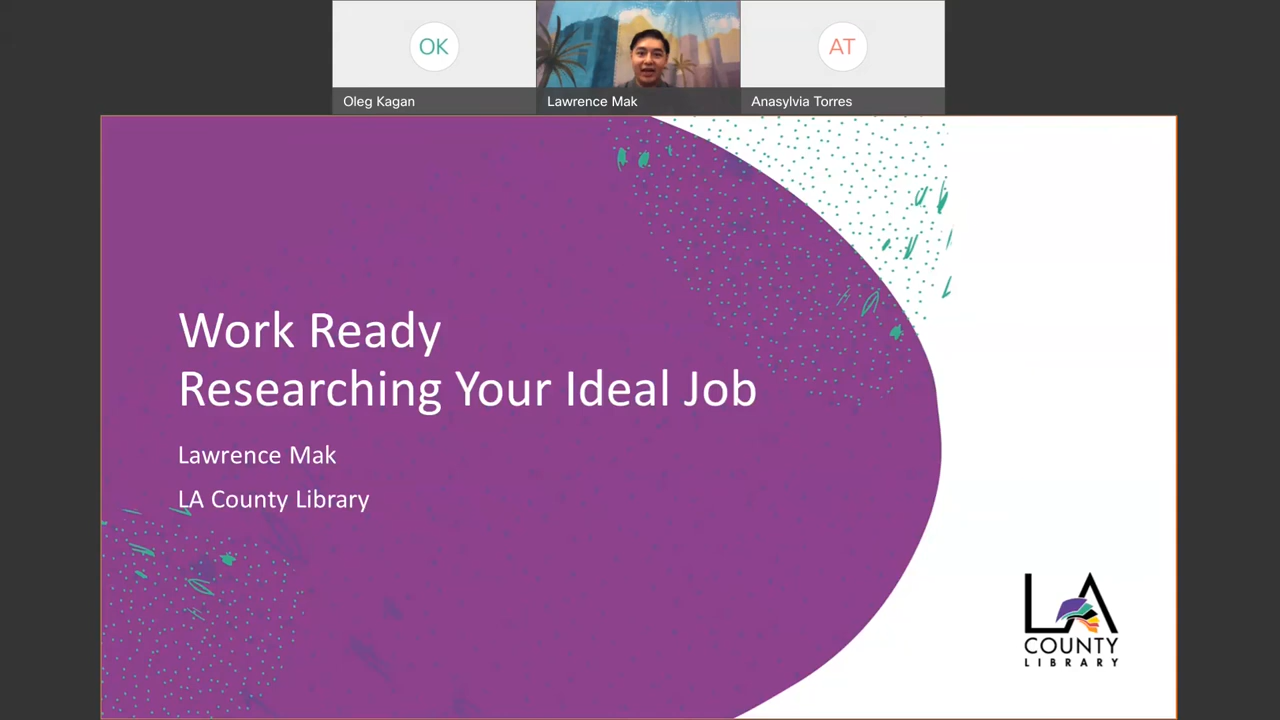 OK
AT
Oleg Kagan
Lawrence Mak
Anasylvia Torres
Work Ready
Researching Your Ideal Job
Lawrence Mak
LA County Library
LA
COUNTY
LIBRARY